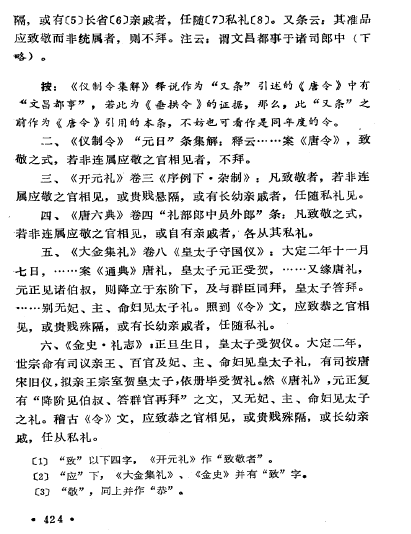 隔，或有〔5〕长省〔6〕亲戚者，任随〔7〕私礼〔8〕。又条云：其准品
应致敬而非统属者，则不拜。注云：谓文昌都事于诸司郎中（下
略）。
按：《仪制令集解》释说作为“又条”引述的《唐令》中有
“文昌都事”，若此为《垂拱令》的证据，那么，此“又条”之
前作为《唐令》引用的本条，不妨也可看作是同年度的令。
二、《仪制令》“元日”条集解：释云……案《唐令》，致
敬之式，若非连属应敬之官相见者，不拜。
三、《开元礼》卷三《序例下·杂制》：凡致敬者，若非连
属应敬之官相见，或贵贱悬隔，或有长幼亲戚者，任随私礼见。
四、《唐六典》卷四“礼部郎中员外郎”条：凡致敬之式，
若非连属应敬之官相见，或自有亲戚者，各从其私礼。
五、《大金集礼》卷八《皇太子守国仪》：大定二年十一月
七日，……案《通典》唐礼，皇太子元正受贺，……又缘唐礼，
元正见诸伯叔，则降立于东阶下，及与群臣同拜，皇太子答拜。
……别无妃、主、命妇见太子礼。照到《令》文，应致恭之官相
见，或贵贱殊隔，或有长幼亲戚者，任随私礼。
六、《金史·礼志》：正旦生日，皇太子受贺仪。大定二年，
世宗命有司议亲王、百官及妃、主、命妇见皇太子礼，有司按唐
宋旧仪，拟亲王宗室贺皇太子，依册毕受贺礼。然《唐礼》，元正复
有“降阶见伯叔、答群官再拜”之文，又无妃、主、命妇见太子
之礼。稽古《令》文，应致恭之官相见，或贵贱殊隔，或长幼亲
戚，任从私礼。
〔1〕“致”以下四字，《开元礼》作“致敬者”。
〔2〕“应”下，《大金集礼》、《金史》并有“致”字。
〔3〕“敬”，同上并作“恭”。
·424·